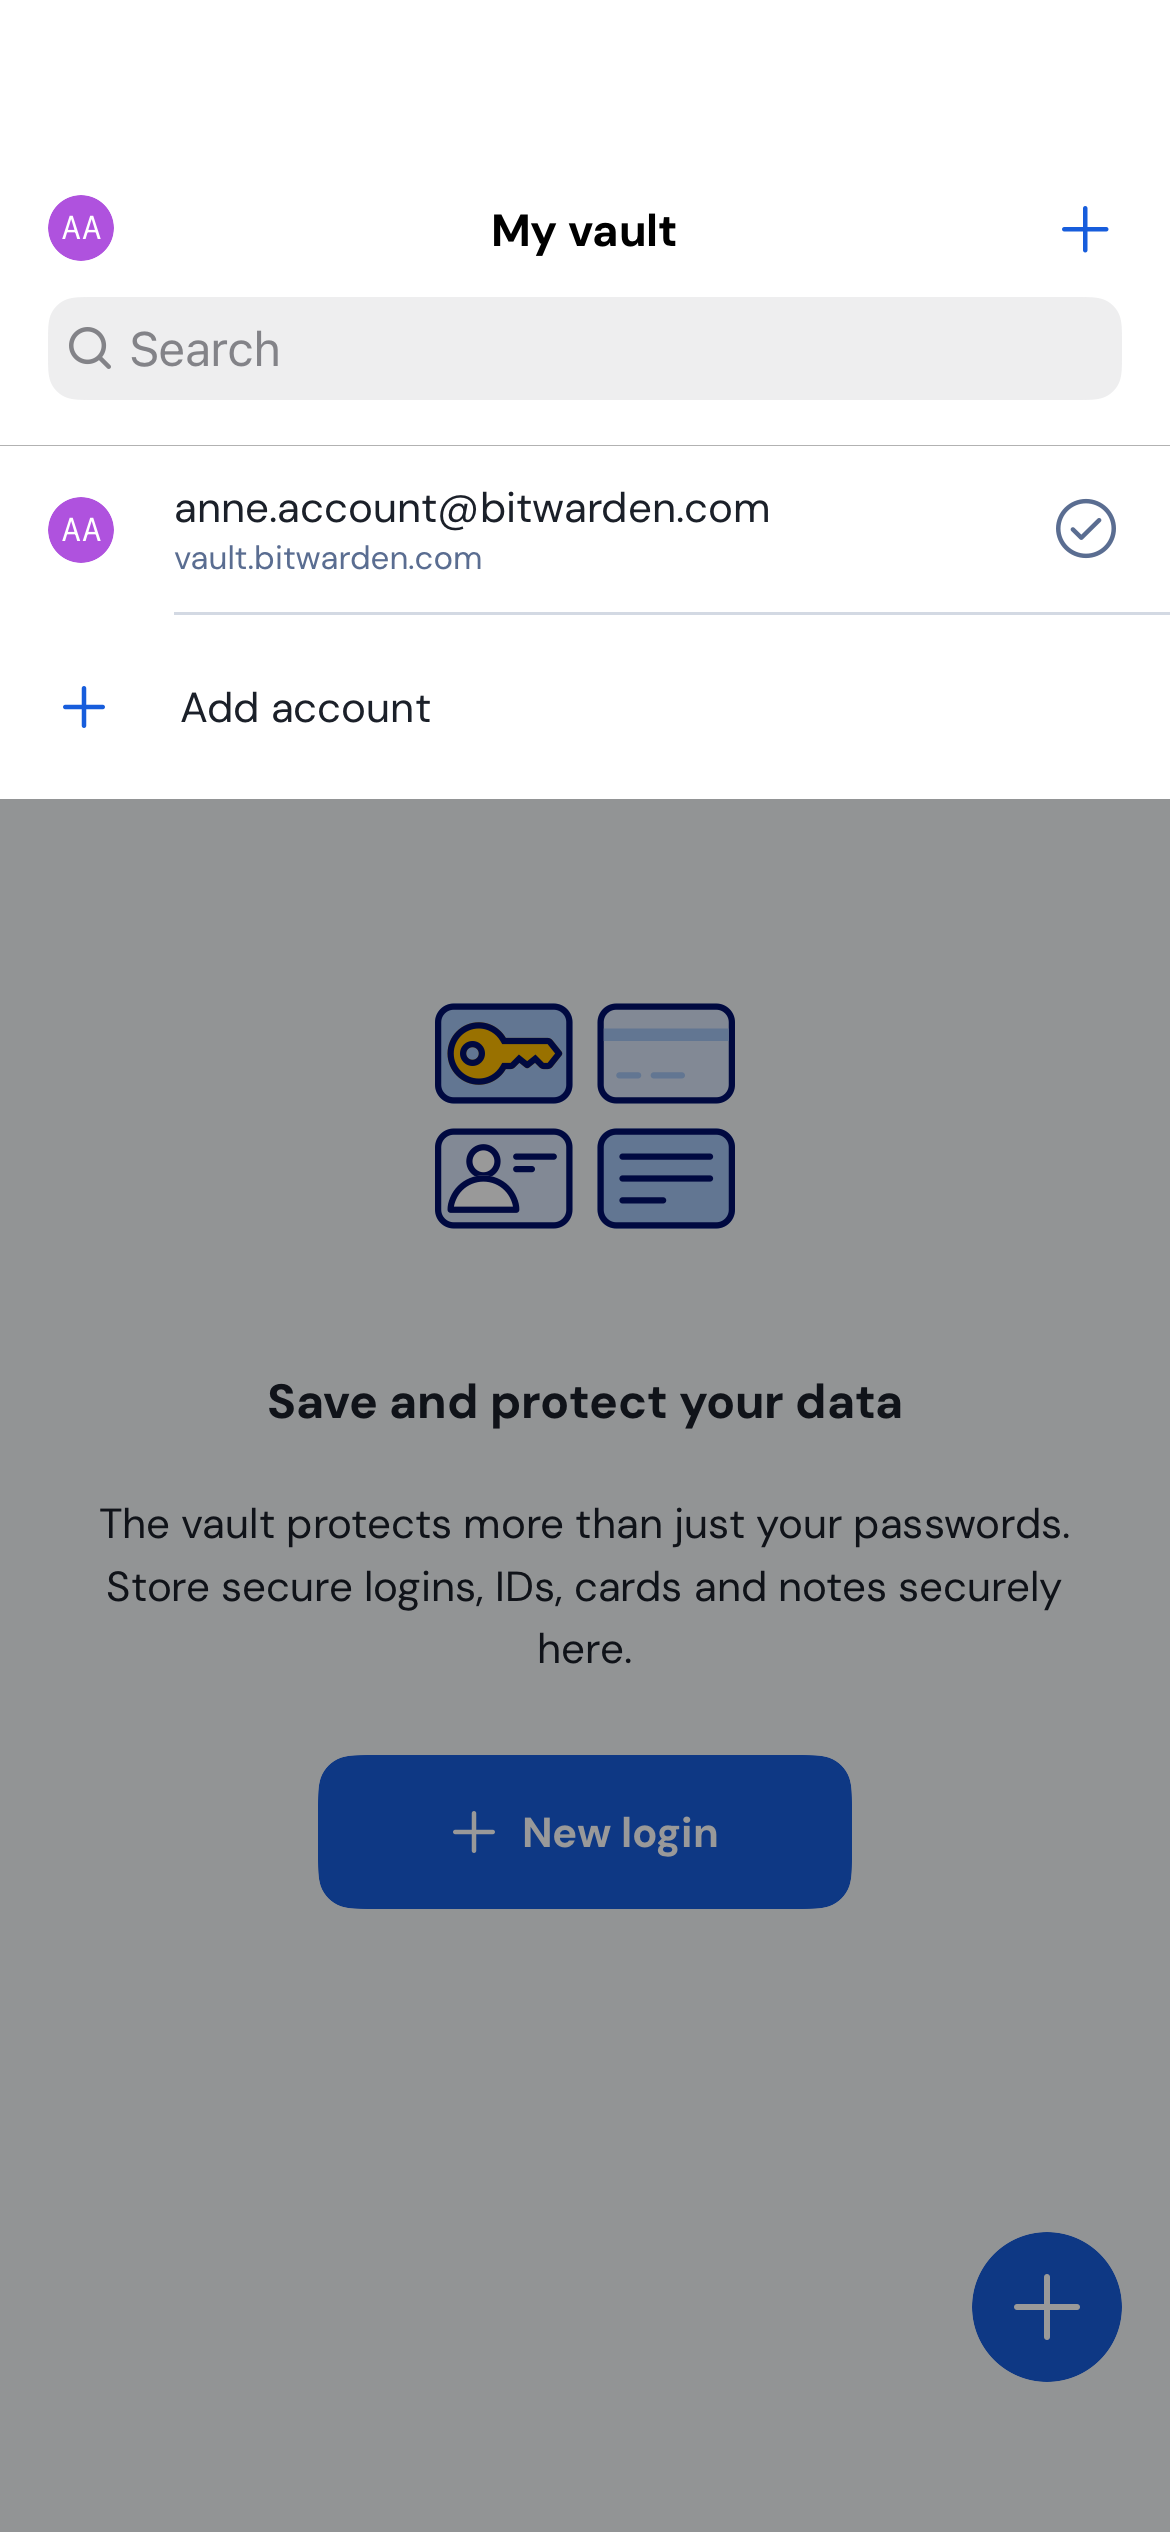 AA
My vault
Search
AA
anne.account@bitwarden.com
vault.bitwarden.com
Add account
Save and protect your data
The vault protects more than just your passwords.
Store secure logins, IDs, cards and notes securely
here.
New login